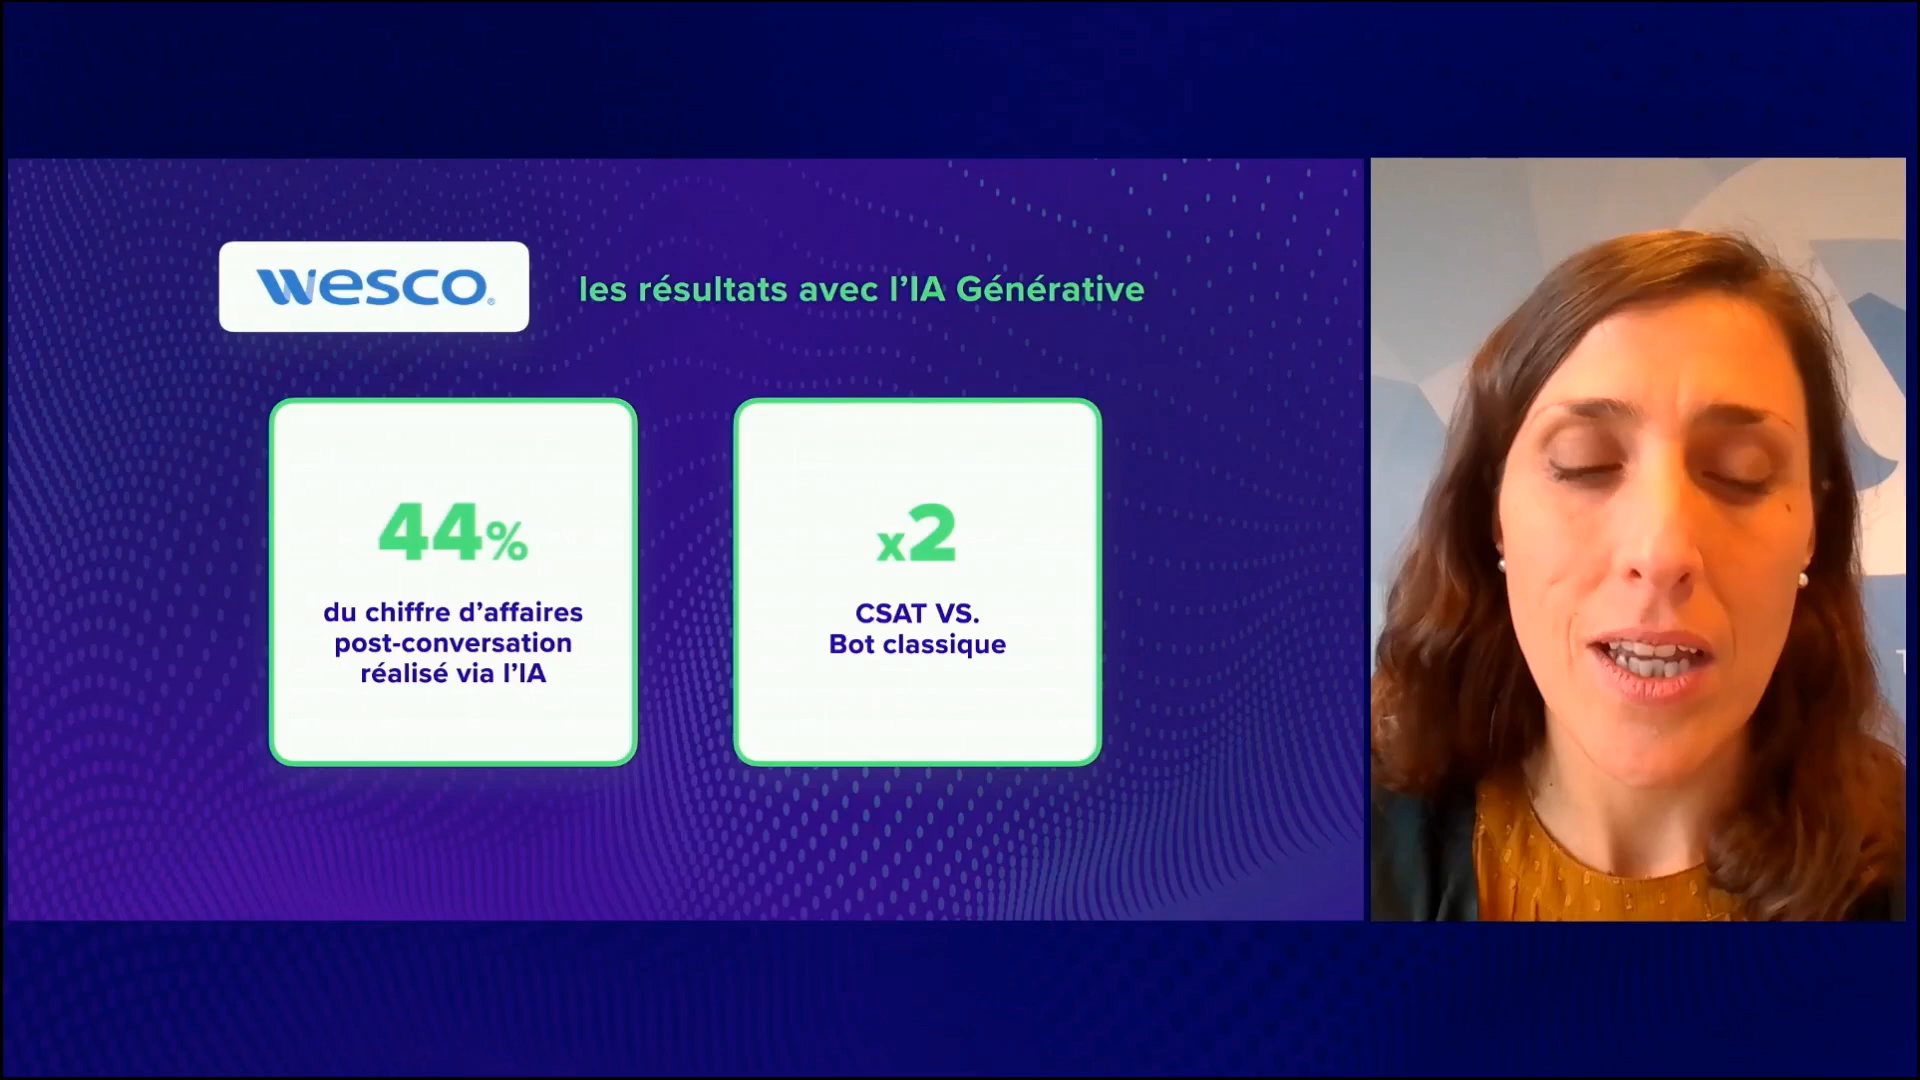 wesco®
les résultats avec l’IA Générative
44%
du chiffre d’affaires
post-conversation
réalisé via l’IA
x2
CSAT VS.
Bot classique